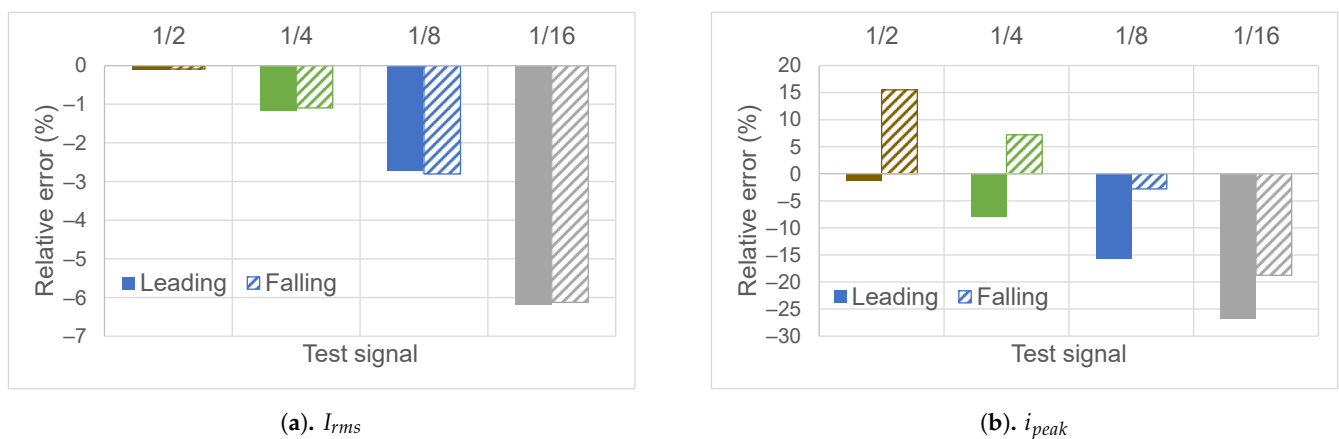 1/2 1/4 1/8 1/16
0
–1
–2
–3
–4
–5
–6
–7
Relative error (%)
Leading Falling
Test signal
(a). Irms
1/2 1/4 1/8 1/16
20
15
10
5
0
–5
–10
–15
–20
–25
–30
Relative error (%)
Leading Falling
Test signal
(b). ipeak